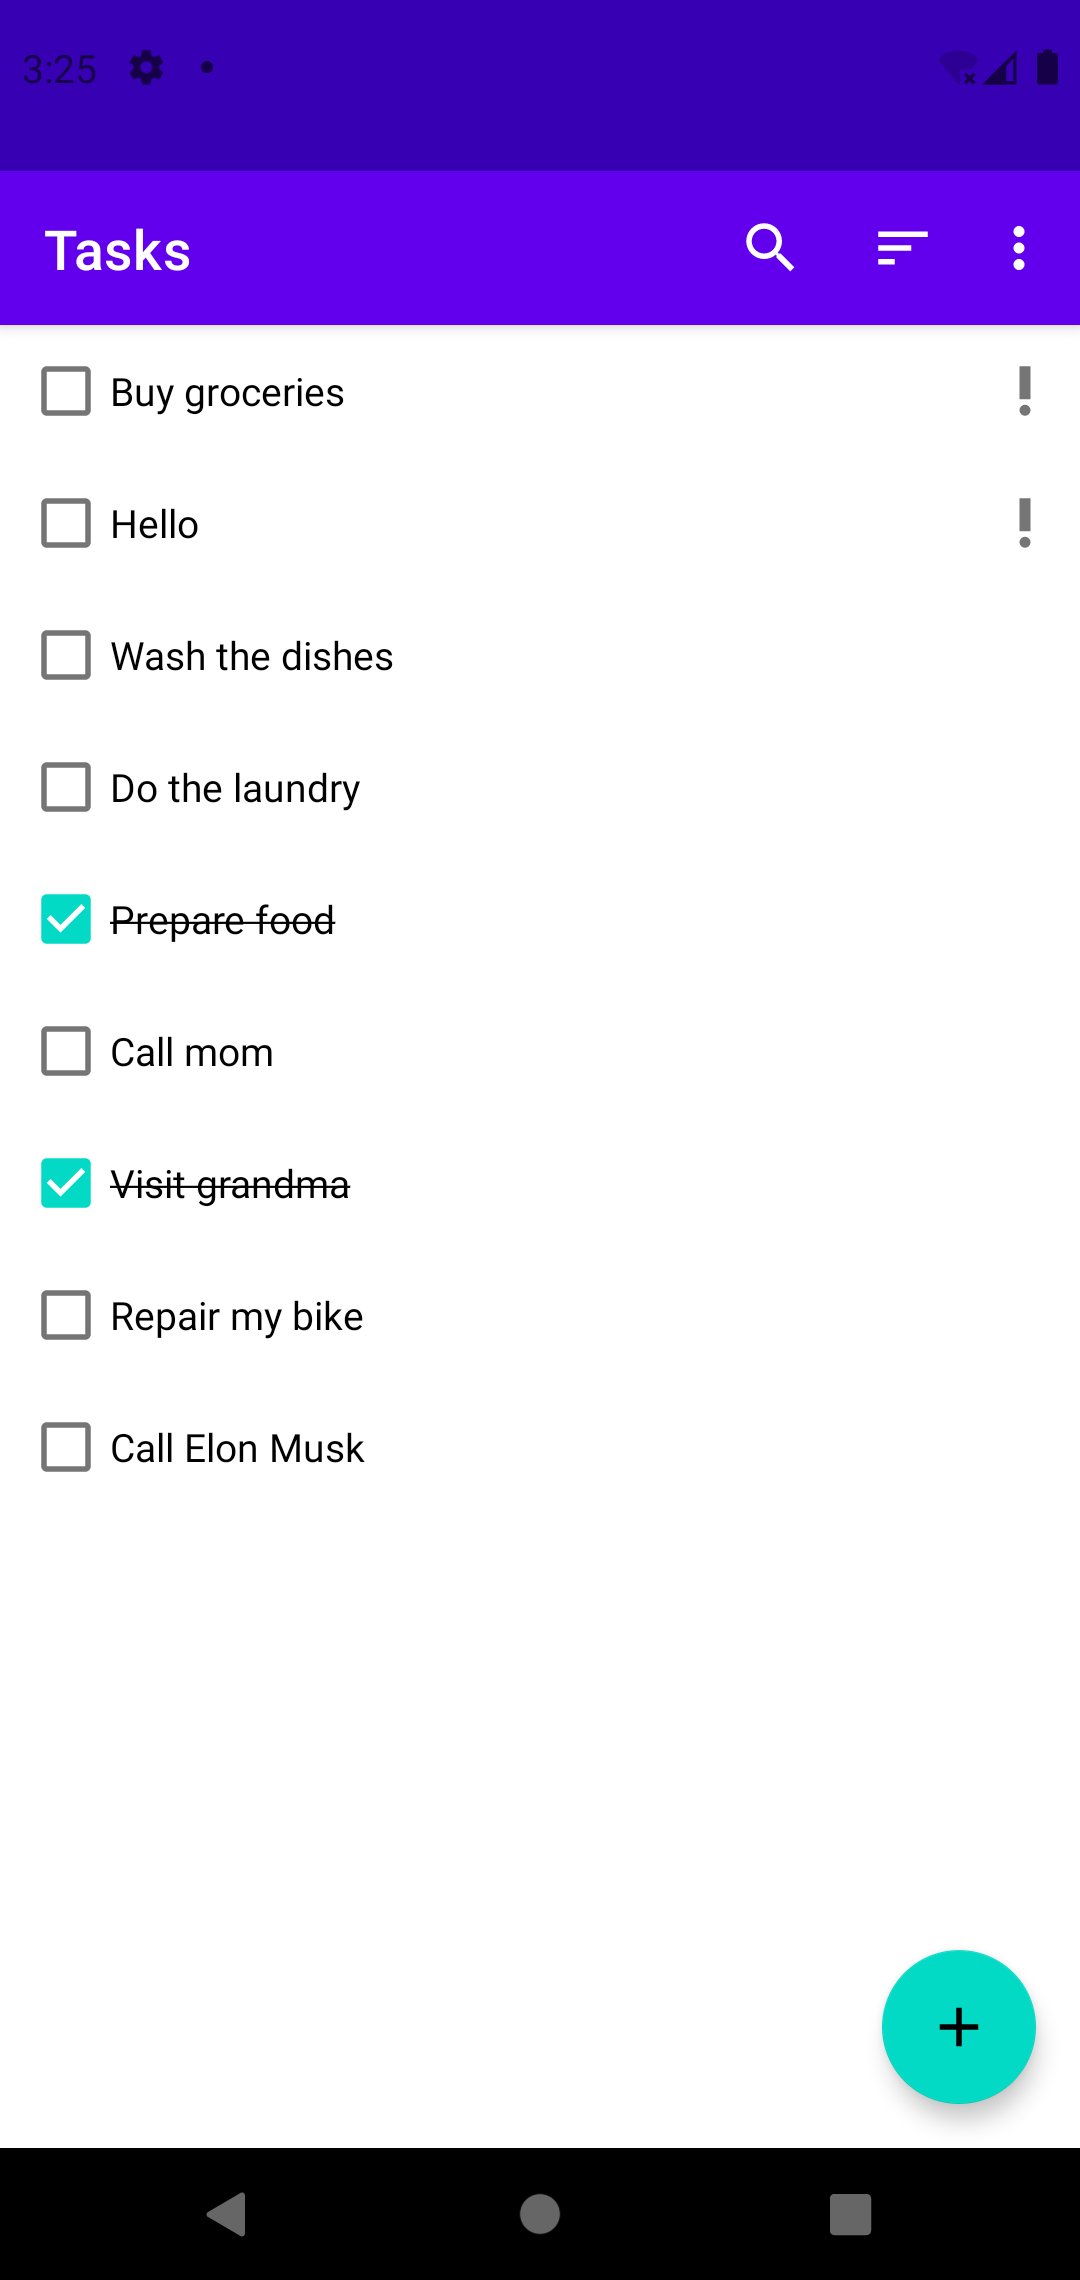 3:25
Tasks
Buy groceries
Hello
Wash the dishes
Do the laundry
Prepare food
Call mom
Visit grandma
Repair my bike
Call Elon Musk